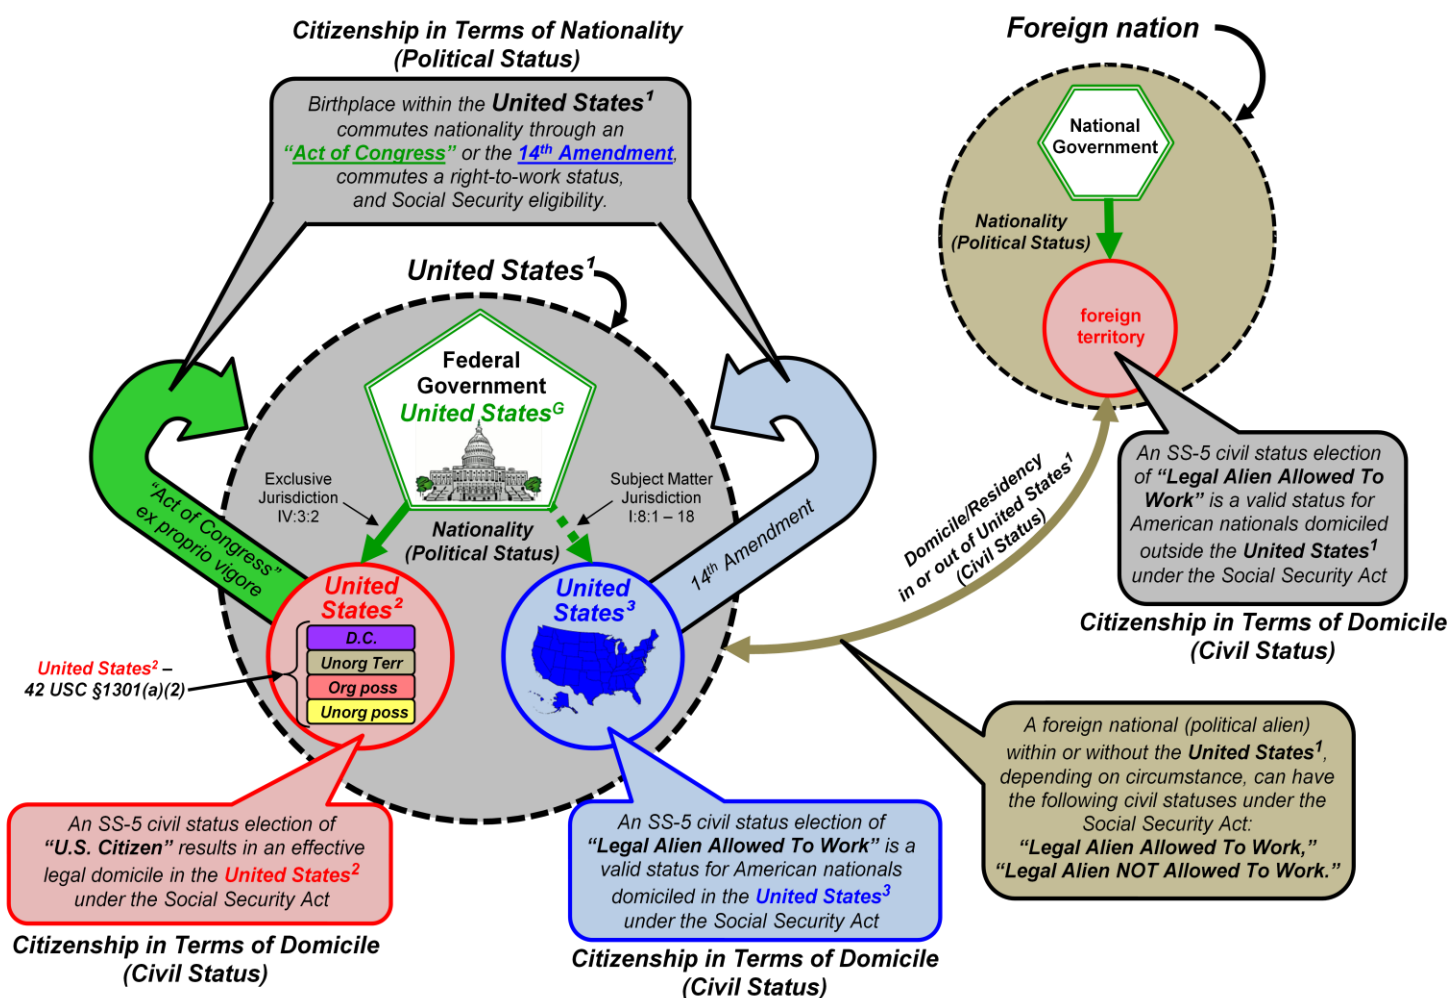 Citizenship in Terms of Nationality
(Political Status)
Birthplace within the United States¹
commutes nationality through an
“Act of Congress” or the 14th Amendment,
commutes a right-to-work status,
and Social Security eligibility.
Foreign nation
National
Government
Nationality
(Political Status)
foreign
territory
United States¹
Federal
Government
United Statesᴳ
Exclusive
Jurisdiction
IV:3:2
Subject Matter
Jurisdiction
I:8:1 – 18
Nationality
(Political Status)
“Act of Congress”
ex proprio vigore
14th Amendment
United
States²
D.C.
Unorg Terr
Org poss
Unorg poss
United
States³
United States² –
42 USC §1301(a)(2)
Domicile/Residency
in or out of United States¹
(Civil Status)
An SS-5 civil status election
of “Legal Alien Allowed To
Work” is a valid status for
American nationals domiciled
outside the United States¹
under the Social Security Act
Citizenship in Terms of Domicile
(Civil Status)
A foreign national (political alien)
within or without the United States¹,
depending on circumstance, can have
the following civil statuses under the
Social Security Act:
“Legal Alien Allowed To Work,”
“Legal Alien NOT Allowed To Work.”
An SS-5 civil status election of
“U.S. Citizen” results in an effective
legal domicile in the United States²
under the Social Security Act
Citizenship in Terms of Domicile
(Civil Status)
An SS-5 civil status election of
“Legal Alien Allowed To Work” is a
valid status for American nationals
domiciled in the United States³
under the Social Security Act
Citizenship in Terms of Domicile
(Civil Status)